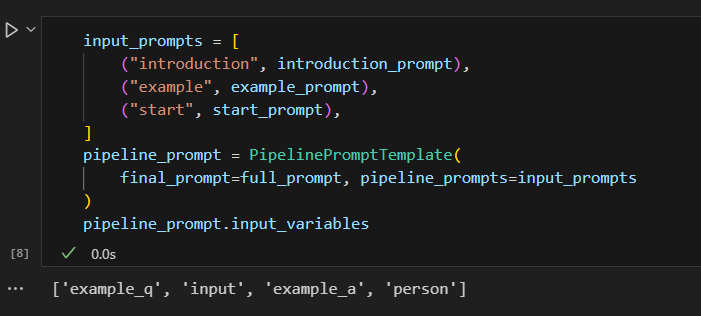 input_prompts = [
("introduction", introduction_prompt),
("example", example_prompt),
("start", start_prompt),
]
pipeline_prompt = PipelinePromptTemplate(
final_prompt=full_prompt, pipeline_prompts=input_prompts
)
pipeline_prompt.input_variables
[8] 0.0s
... ['example_q', 'input', 'example_a', 'person']